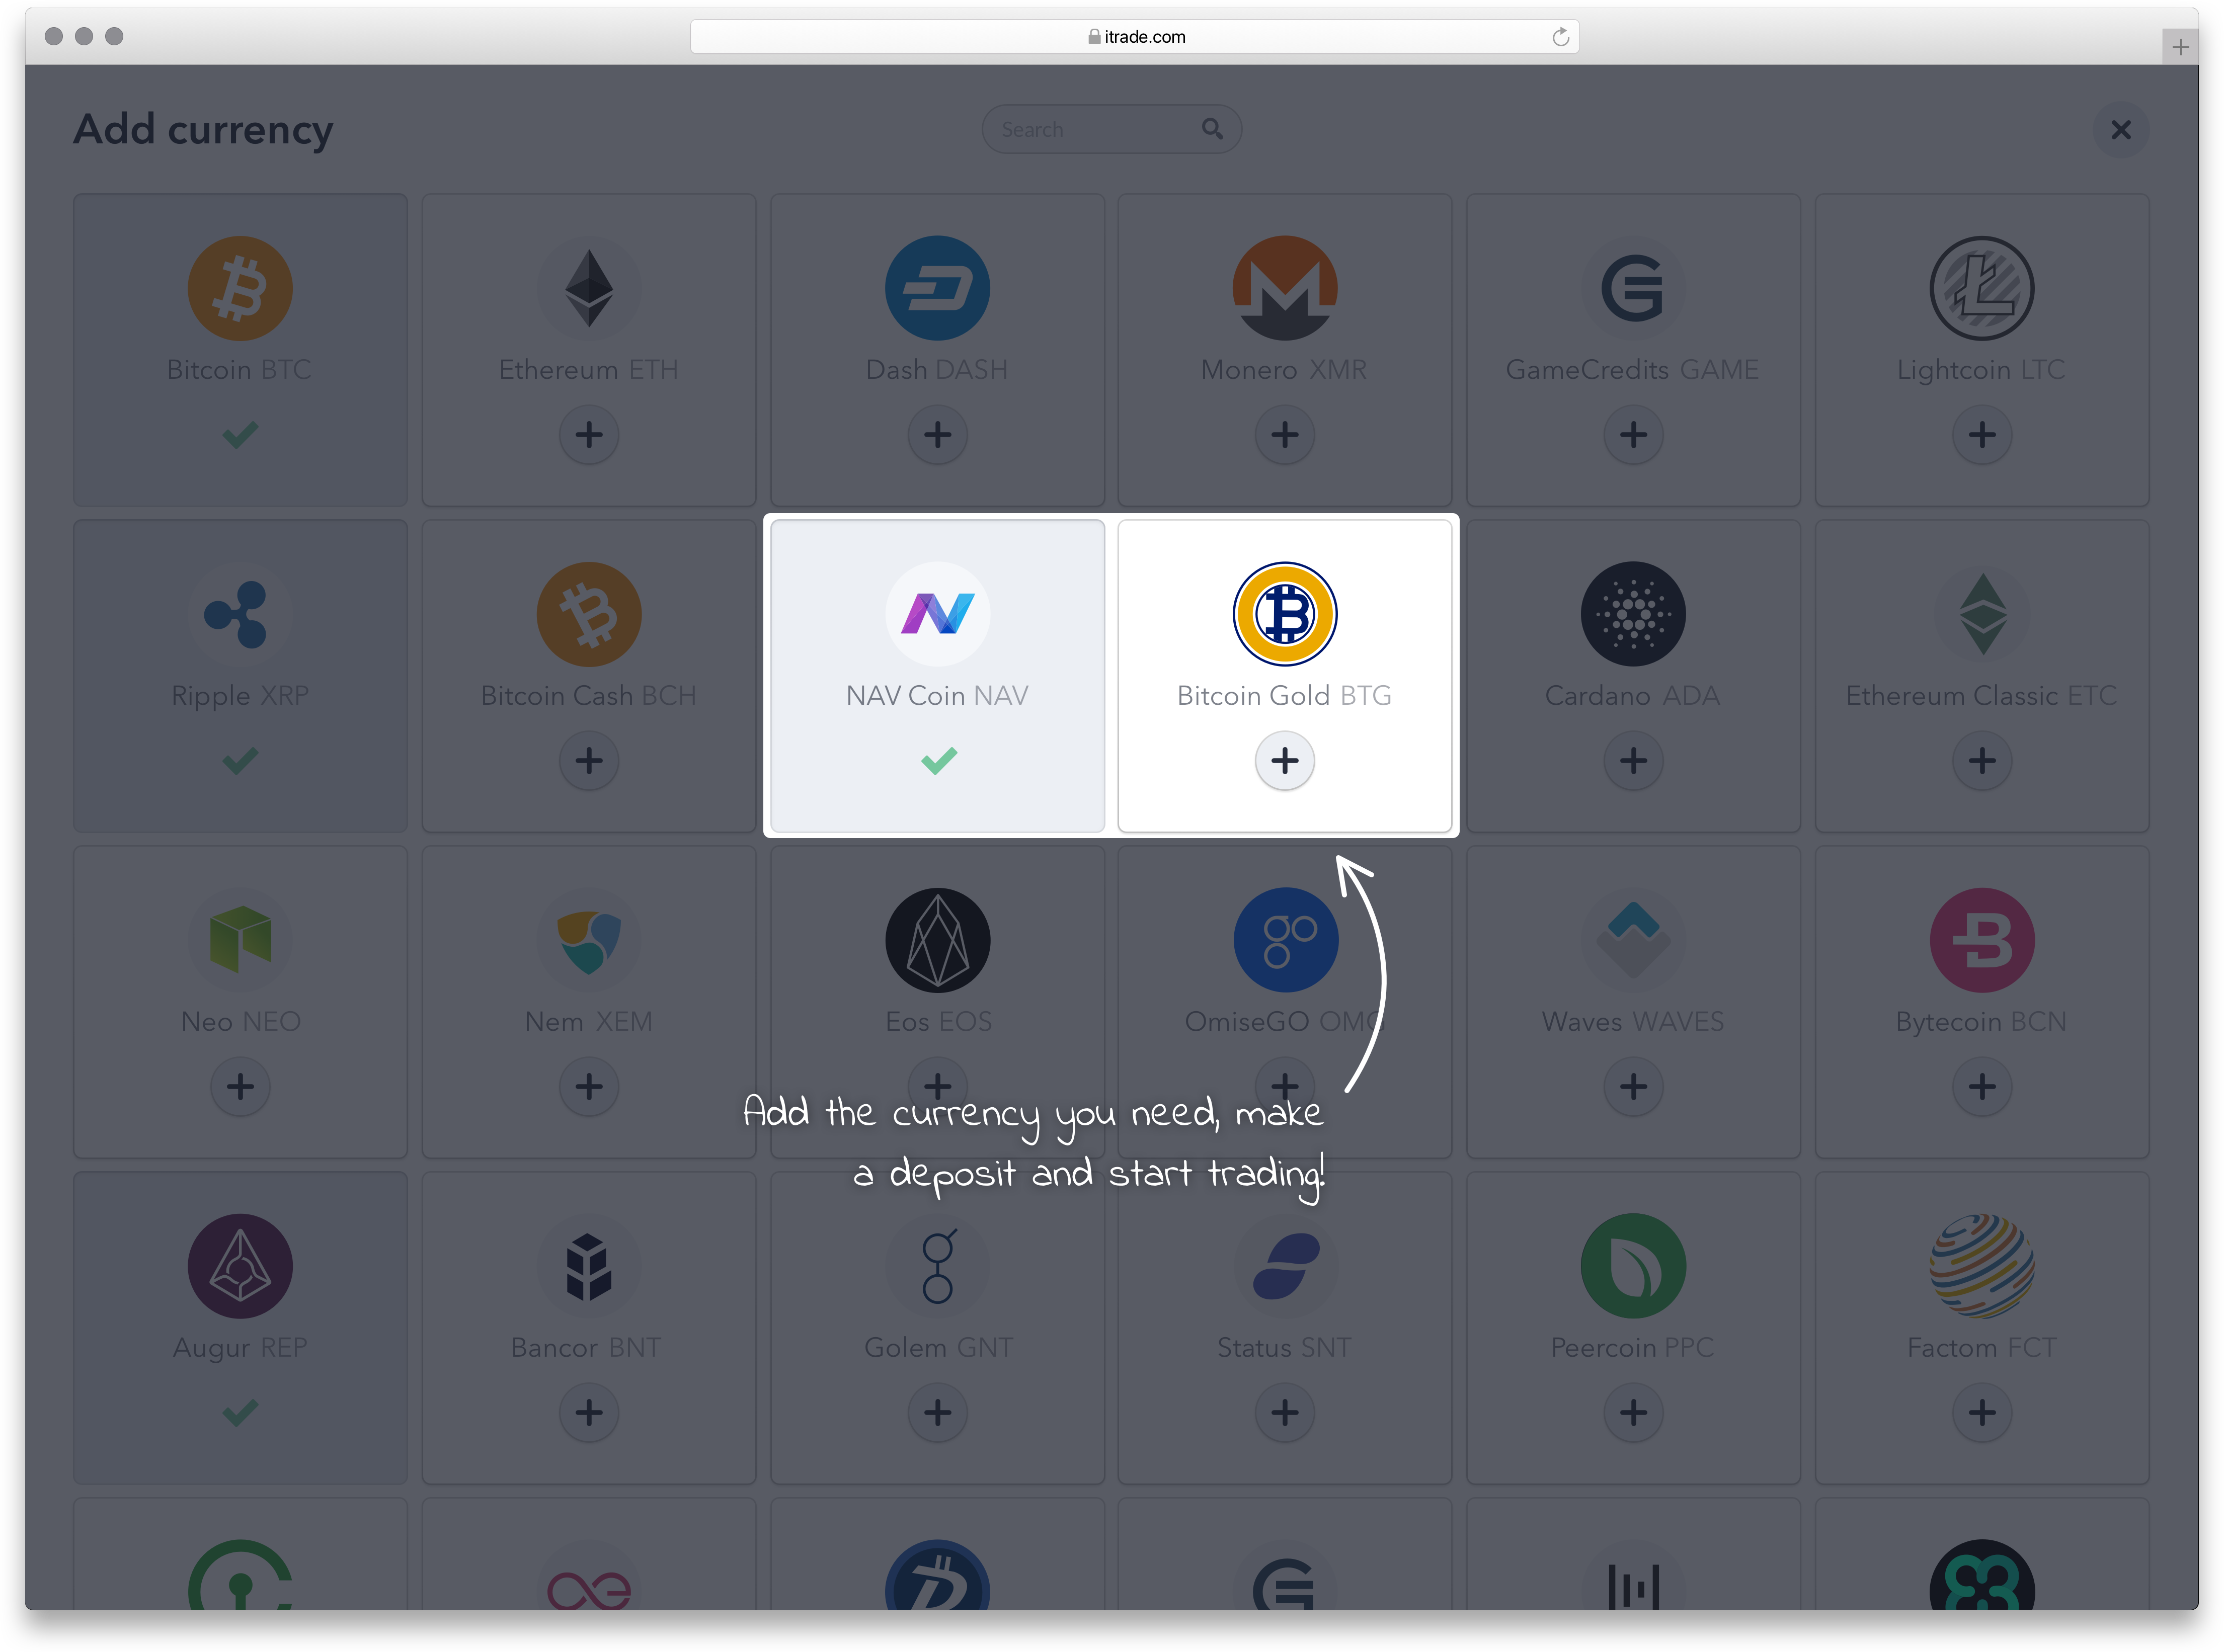 itrade.com
Add currency
Search
Bitcoin BTC
Ethereum ETH
Dash DASH
Monero XMR
GameCredits GAME
Lightcoin LTC
Ripple XRP
Bitcoin Cash BCH
NAV Coin NAV
Bitcoin Gold BTG
Cardano ADA
Ethereum Classic ETC
Neo NEO
Nem XEM
Eos EOS
OmiseGO OMG
Waves WAVES
Bytecoin BCN
Add the currency you need, make
a deposit and start trading!
Augur REP
Bancor BNT
Golem GNT
Status SNT
Peercoin PPC
Factom FCT